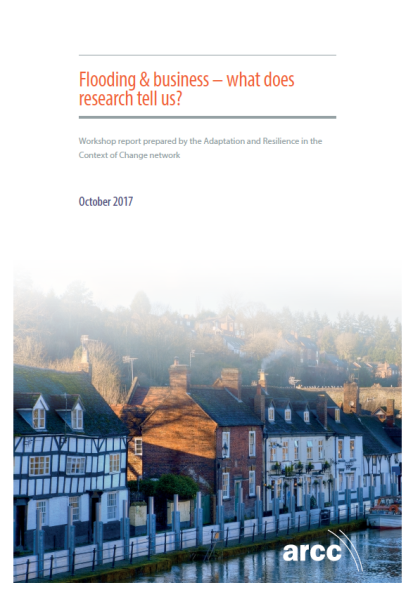 Flooding & business – what does
research tell us?
Workshop report prepared by the Adaptation and Resilience in the
Context of Change network
October 2017
arcc